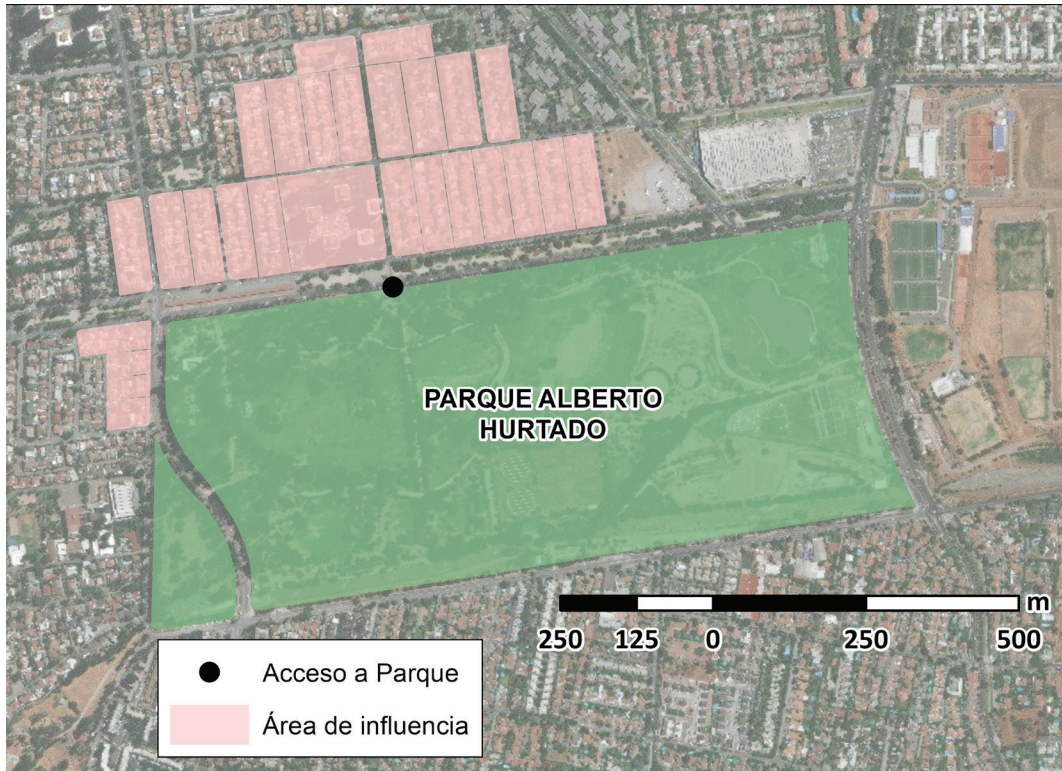 PARQUE ALBERTO
HURTADO
m
250 125 0 250 500
Acceso a Parque
Área de influencia